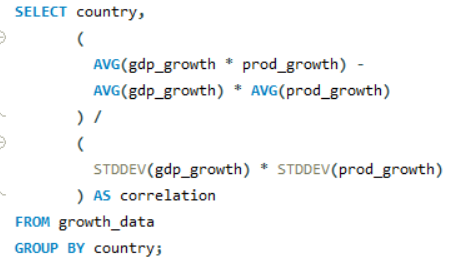 SELECT country,
(
AVG(gdp_growth * prod_growth) -
AVG(gdp_growth) * AVG(prod_growth)
) /
(
STDDEV(gdp_growth) * STDDEV(prod_growth)
) AS correlation
FROM growth_data
GROUP BY country;